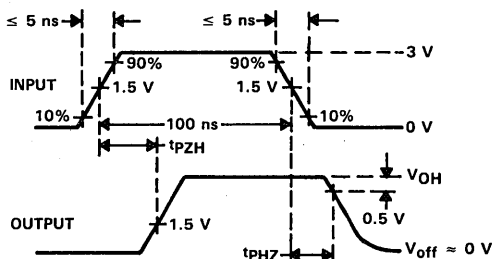 ≤ 5 ns ≤ 5 ns
3 V
90% 90%
INPUT 1.5 V 1.5 V
10% 10%
100 ns 0 V
tPZH
VOH
OUTPUT 1.5 V 0.5 V
tPHZ Voff ≈ 0 V